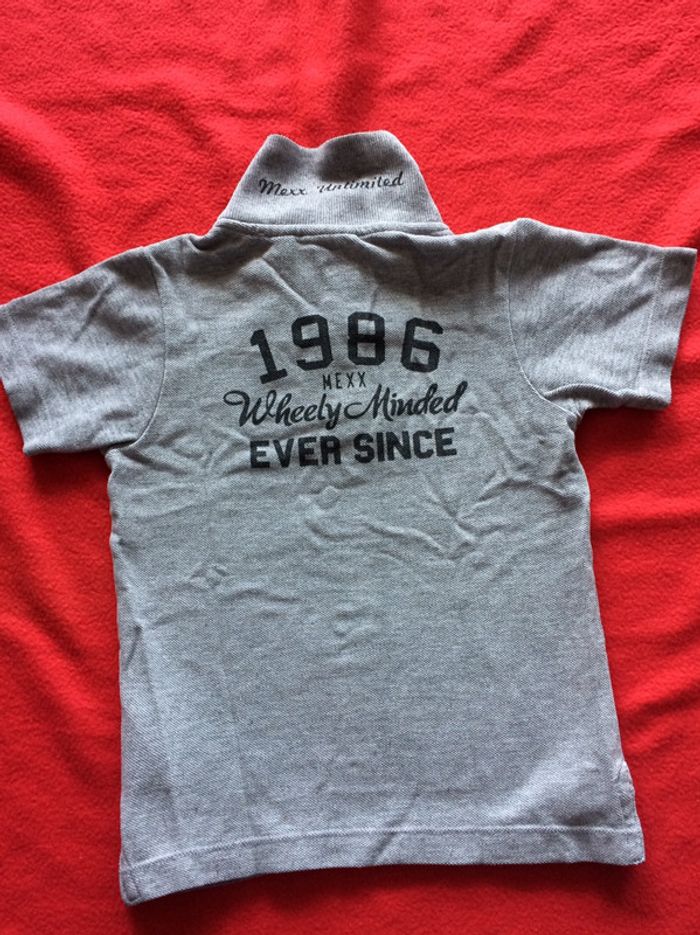 Mexx Unlimited
1986
MEXX
Wheely Minded
EVER SINCE